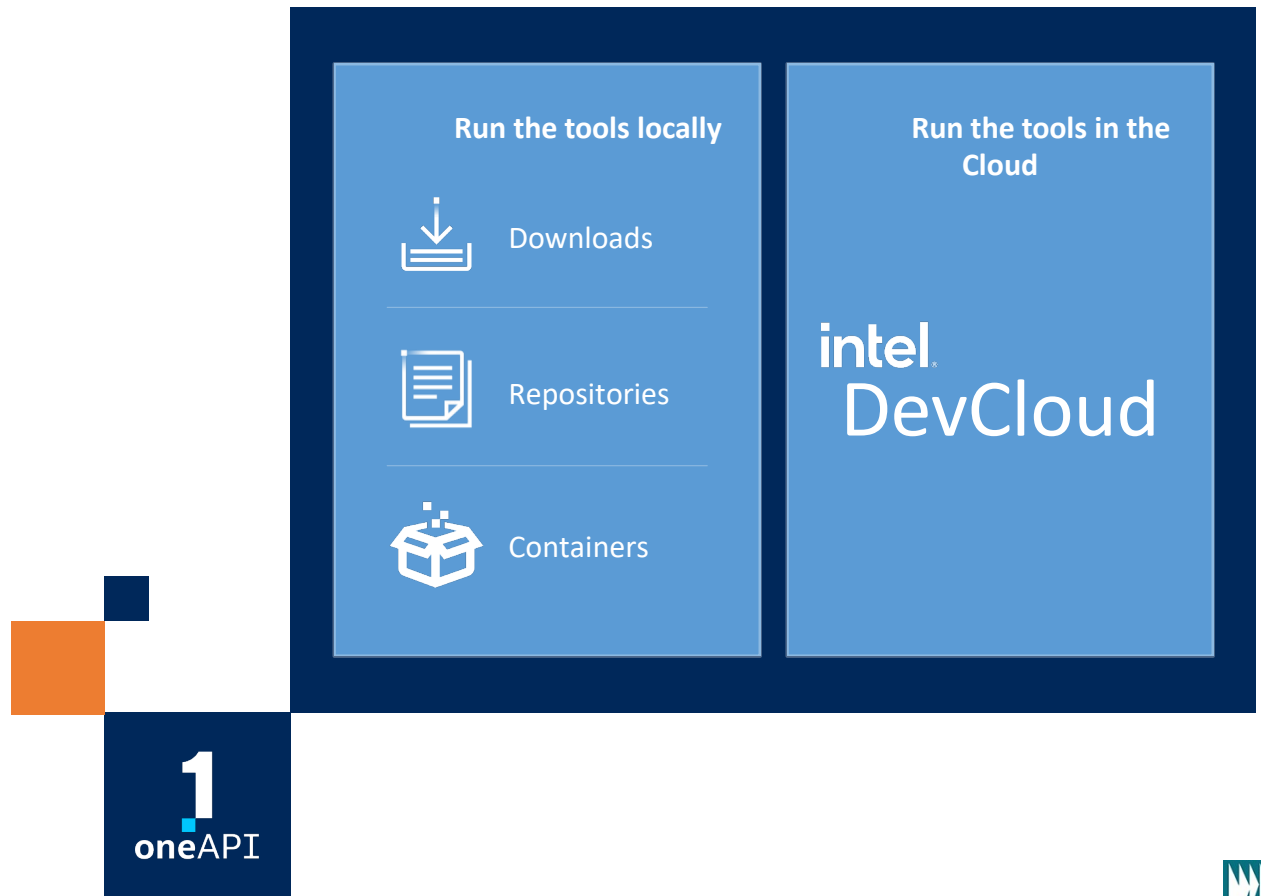 Run the tools locally
Downloads
Repositories
Containers
Run the tools in the
Cloud
intel.
DevCloud
1
oneAPI